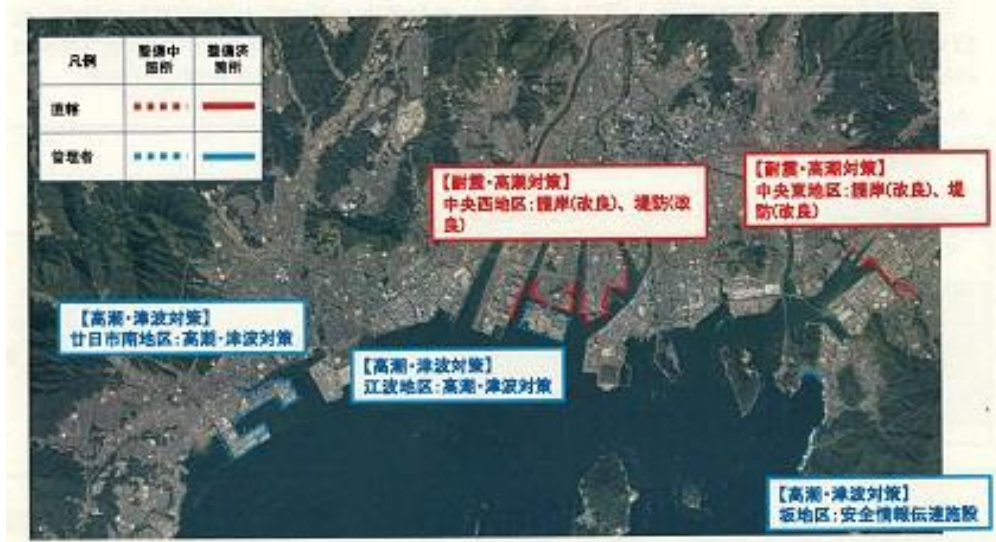 凡例
整備中
箇所
整備済
箇所
直轄
管理者
【耐震・高潮対策】
中央西地区:護岸(改良)、堤防(改
良)
【耐震・高潮対策】
中央東地区:護岸(改良)、堤
防(改良)
【高潮・津波対策】
廿日市南地区:高潮・津波対策
【高潮・津波対策】
江波地区:高潮・津波対策
【高潮・津波対策】
坂地区:安全情報伝達施設